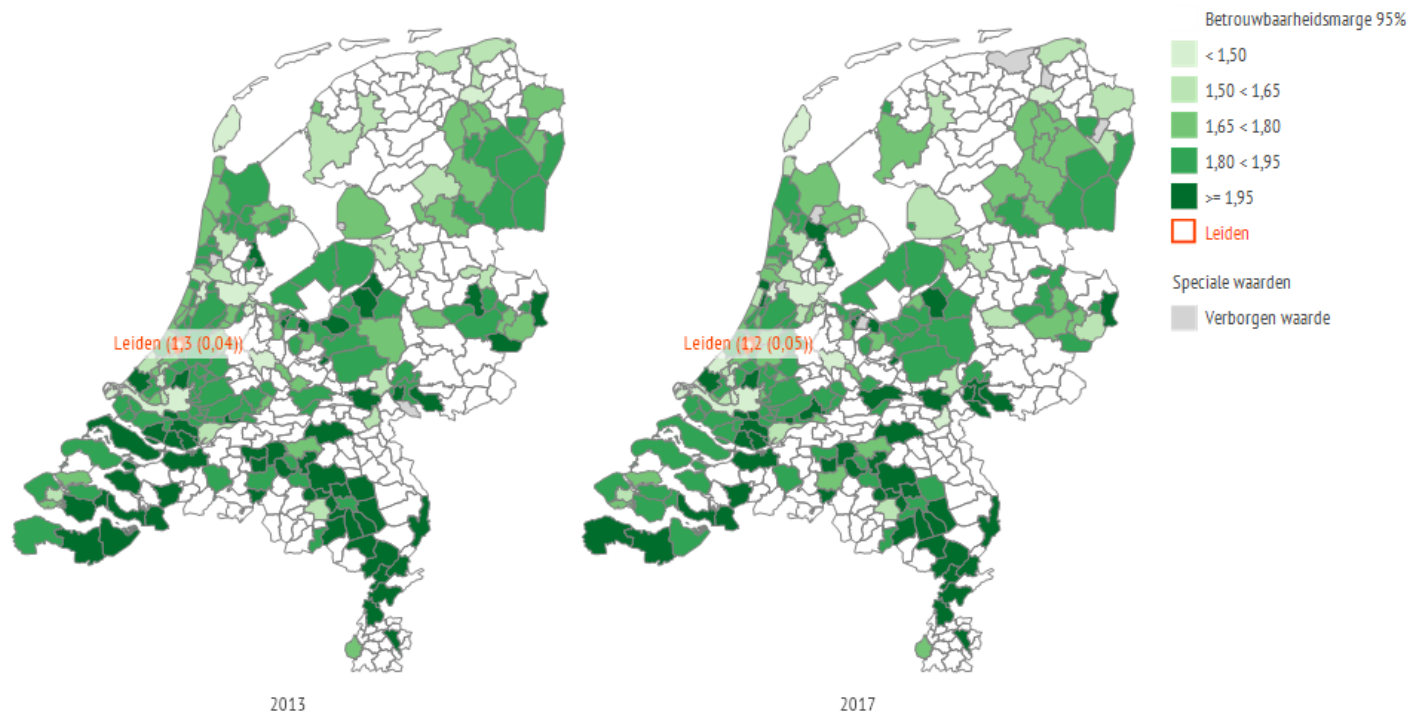 Betrouwbaarheidsmarge 95%
< 1,50
1,50 < 1,65
1,65 < 1,80
1,80 < 1,95
>= 1,95
Leiden
Speciale waarden
Verborgen waarde
Leiden (1,3 (0,04))
Leiden (1,2 (0,05))
2013
2017